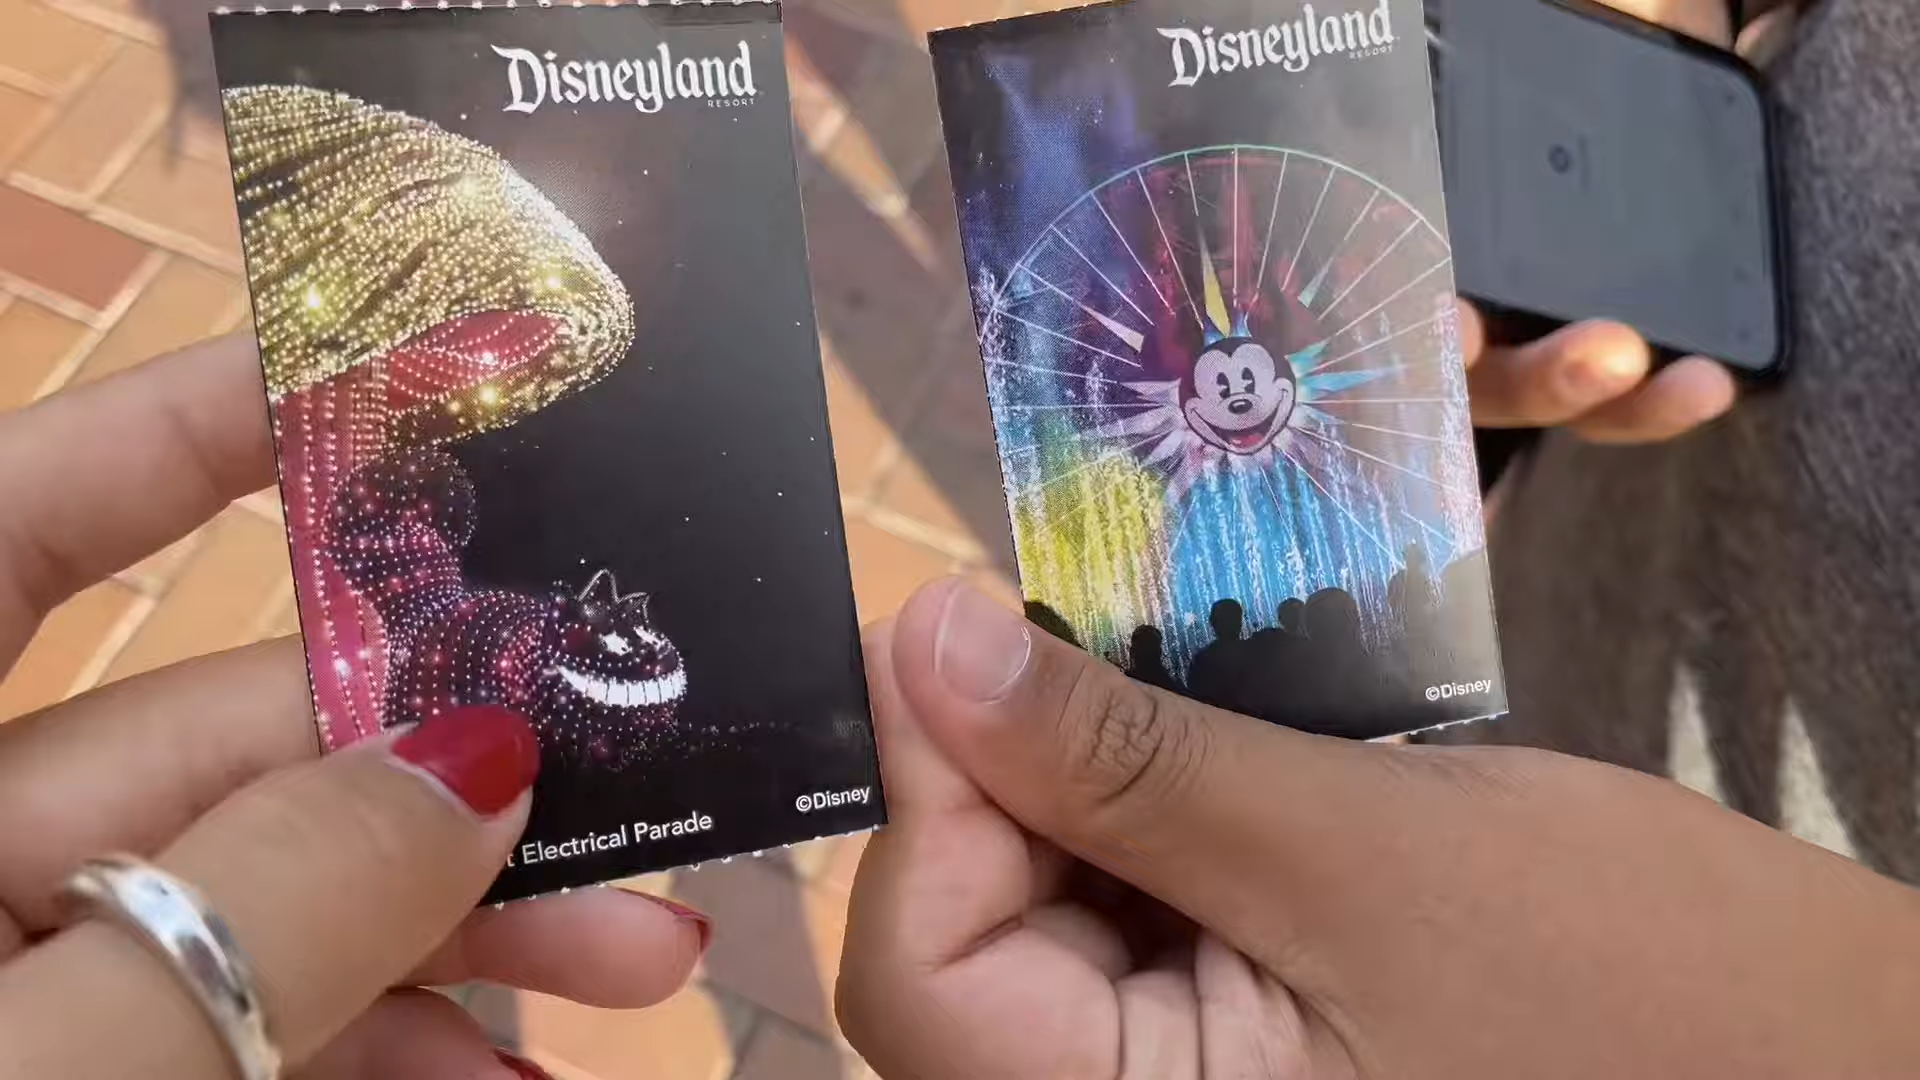 Disneyland
RESORT
©Disney
t Electrical Parade
Disneyland
RESORT
©Disney